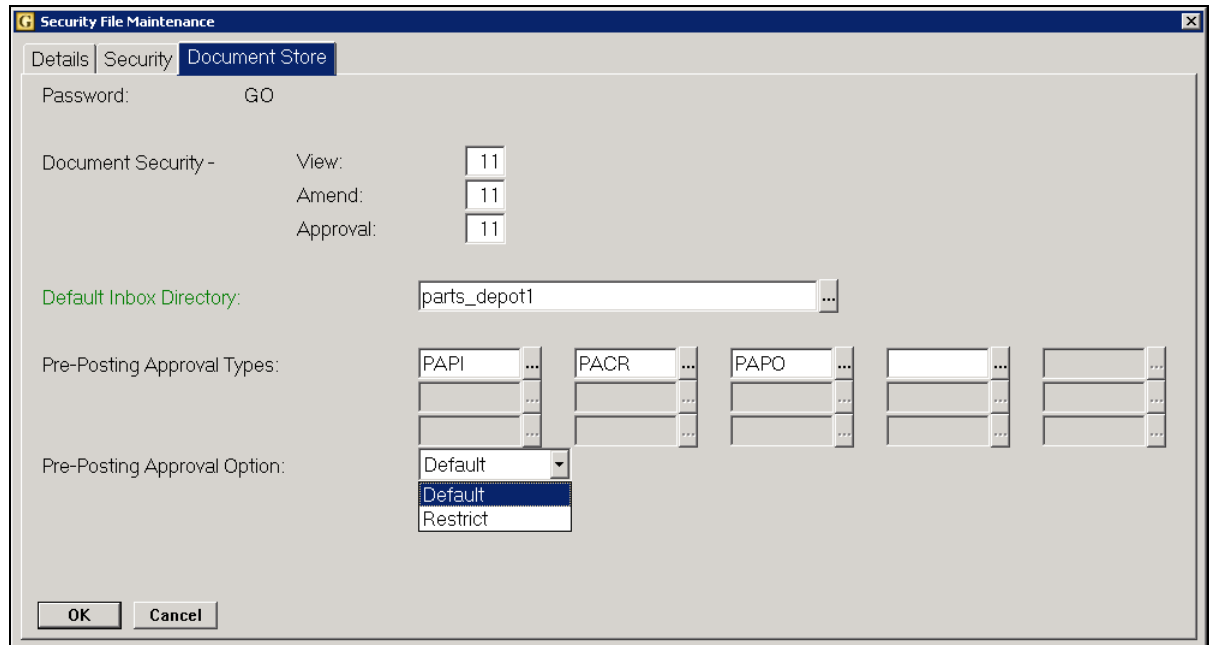 G Security File Maintenance
Details Security Document Store
Password: GO
Document Security - View: 11
Amend: 11
Approval: 11
Default Inbox Directory: parts_depot1 ...
Pre-Posting Approval Types: PAPI ... PACR ... PAPO ... ... ...
... ... ... ... ...
... ... ... ... ...
Pre-Posting Approval Option: Default
Default
Restrict
OK Cancel